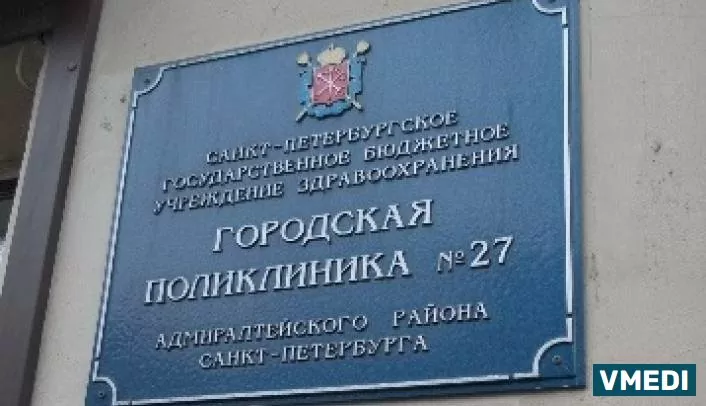 САНКТ-ПЕТЕРБУРГСКОЕ
ГОСУДАРСТВЕННОЕ БЮДЖЕТНОЕ
УЧРЕЖДЕНИЕ ЗДРАВООХРАНЕНИЯ
ГОРОДСКАЯ
ПОЛИКЛИНИКА №27
АДМИРАЛТЕЙСКОГО РАЙОНА
САНКТ-ПЕТЕРБУРГА
VMEDI